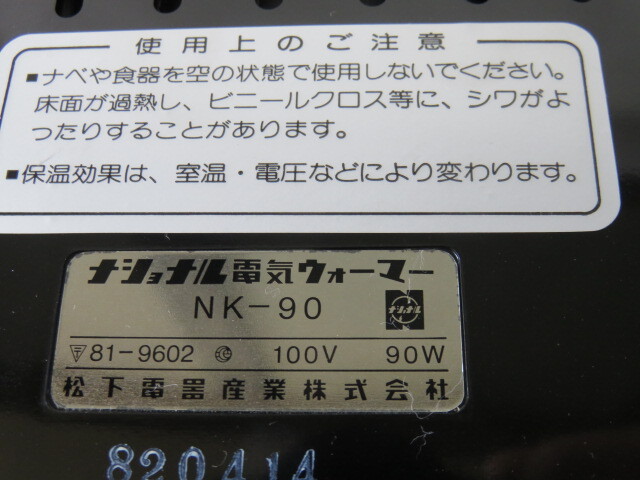 使用上のご注意
■ナベや食器を空の状態で使用しないでください。
床面が過熱し、ビニールクロス等に、シワがよ
ったりすることがあります。
■保温効果は、室温・電圧などにより変わります。
ナショナル電気ウォーマー
NK-90
ナショナル
〒81-9602 100V 90W
松下電器産業株式会社
820414